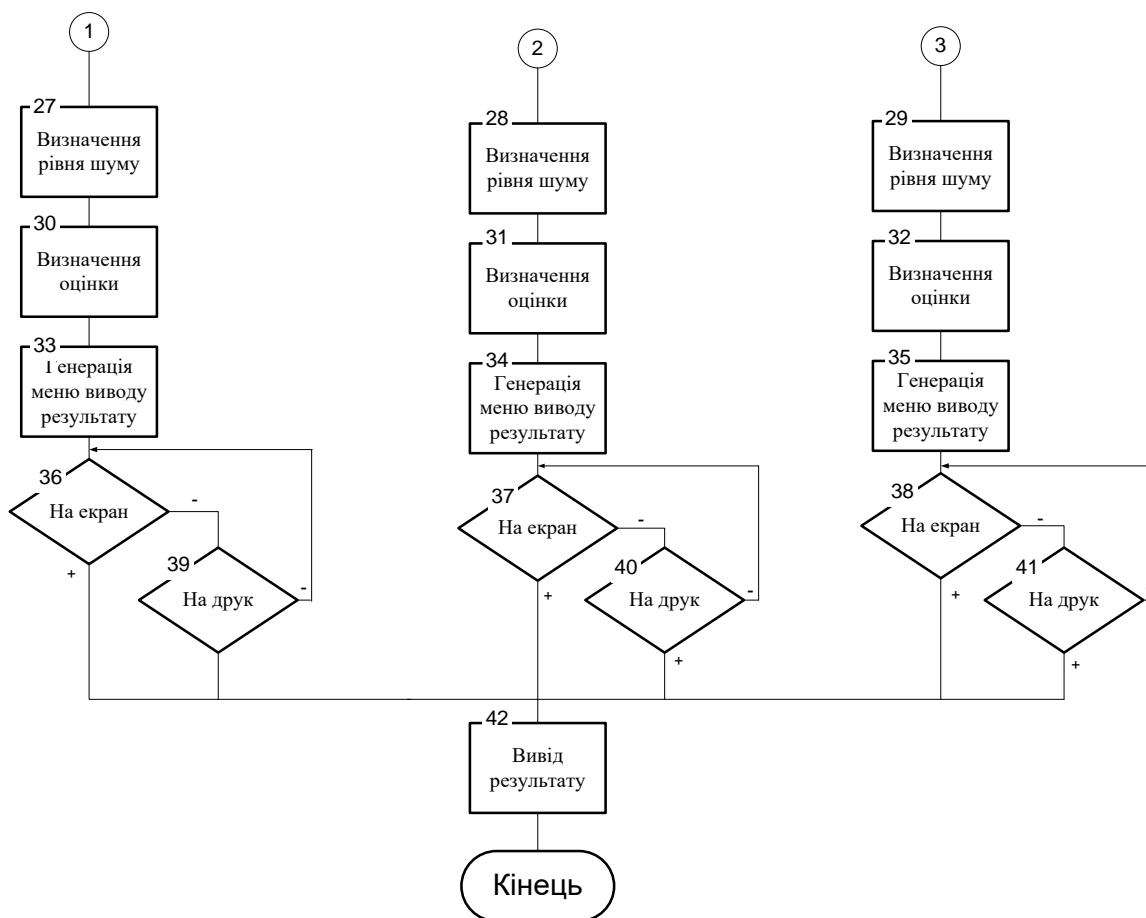 1
27
Визначення
рівня шуму
30
Визначення
оцінки
33
Генерація
меню виводу
результату
36
На екран
-
+
39
На друк
-
2
28
Визначення
рівня шуму
31
Визначення
оцінки
34
Генерація
меню виводу
результату
37
На екран
-
+
40
На друк
-
+
3
29
Визначення
рівня шуму
32
Визначення
оцінки
35
Генерація
меню виводу
результату
38
На екран
-
+
41
На друк
+
42
Вивід
результату
Кінець